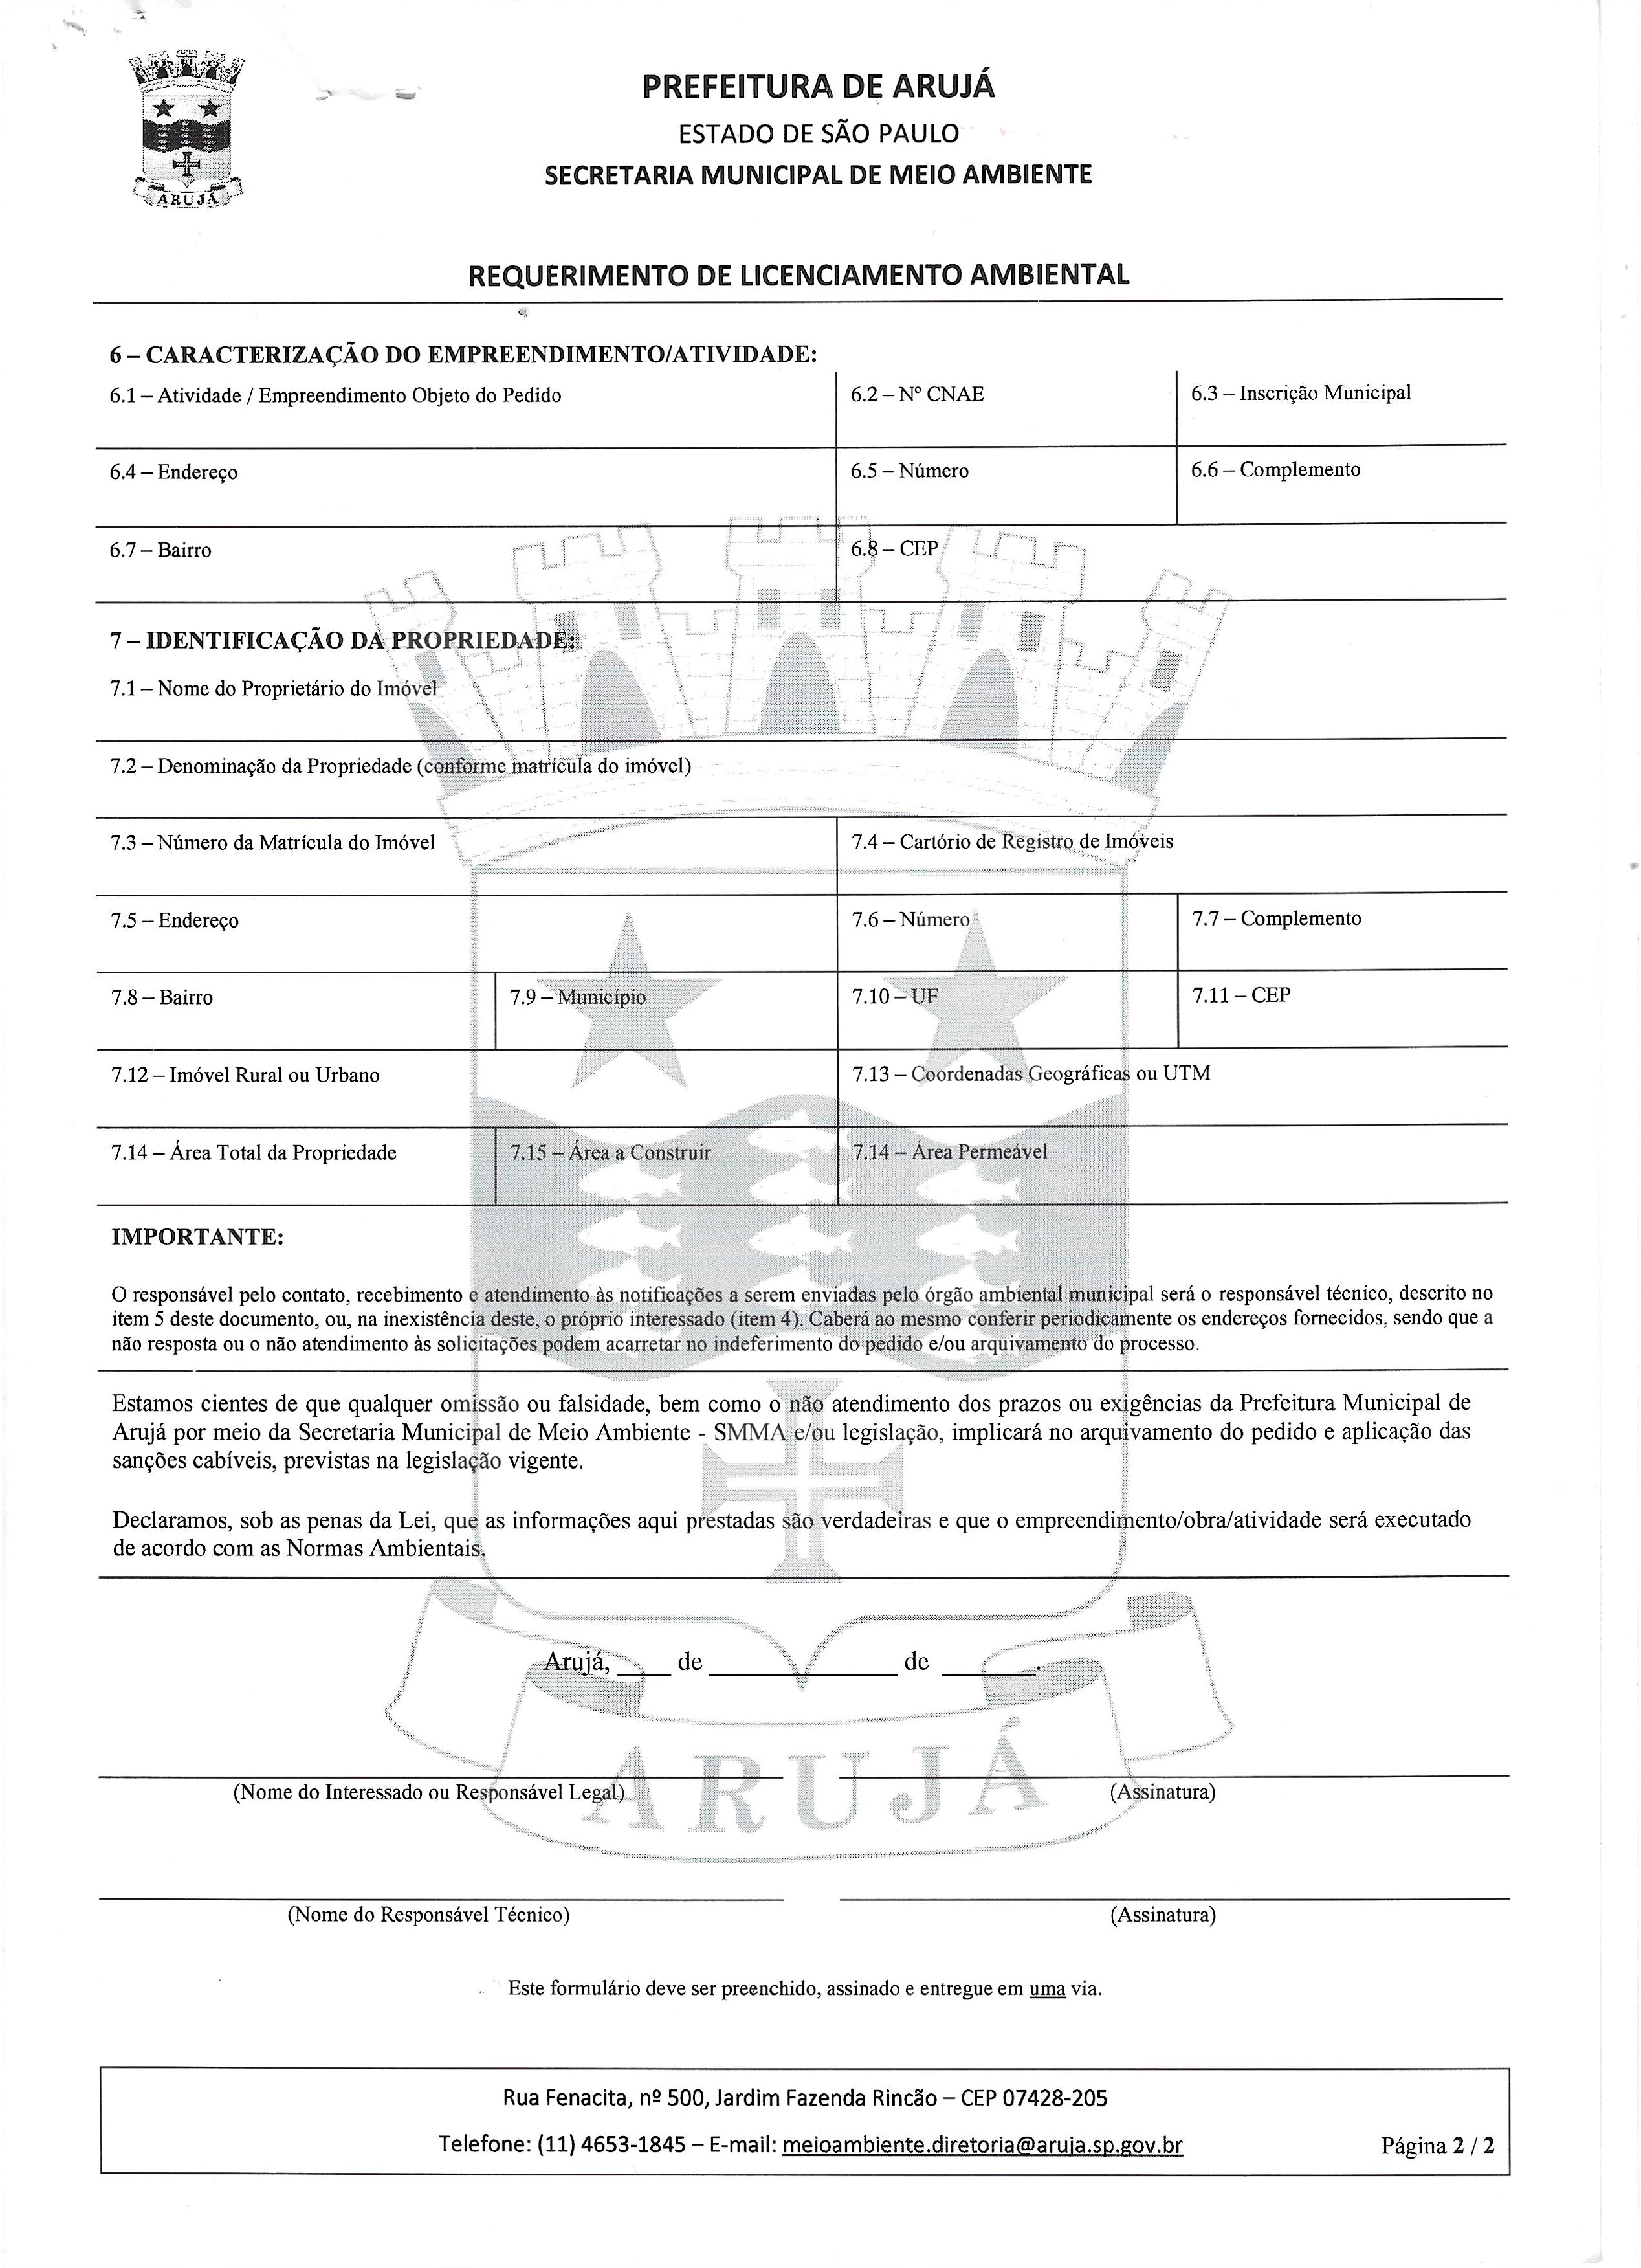 ARUJÁ
PREFEITURA DE ARUJÁ
ESTADO DE SÃO PAULO
SECRETARIA MUNICIPAL DE MEIO AMBIENTE
REQUERIMENTO DE LICENCIAMENTO AMBIENTAL
6 – CARACTERIZAÇÃO DO EMPREENDIMENTO/ATIVIDADE:
6.1 – Atividade / Empreendimento Objeto do Pedido
6.2 – Nº CNAE
6.3 – Inscrição Municipal
6.4 – Endereço
6.5 – Número
6.6 – Complemento
6.7 – Bairro
6.8 – CEP
7 – IDENTIFICAÇÃO DA PROPRIEDADE:
7.1 – Nome do Proprietário do Imóvel
7.2 – Denominação da Propriedade (conforme matrícula do imóvel)
7.3 – Número da Matrícula do Imóvel
7.4 – Cartório de Registro de Imóveis
7.5 – Endereço
7.6 – Número
7.7 – Complemento
7.8 – Bairro
7.9 – Município
7.10 – UF
7.11 – CEP
7.12 – Imóvel Rural ou Urbano
7.13 – Coordenadas Geográficas ou UTM
7.14 – Área Total da Propriedade
7.15 – Área a Construir
7.14 – Área Permeável
IMPORTANTE:
O responsável pelo contato, recebimento e atendimento às notificações a serem enviadas pelo órgão ambiental municipal será o responsável técnico, descrito no
item 5 deste documento, ou, na inexistência deste, o próprio interessado (item 4). Caberá ao mesmo conferir periodicamente os endereços fornecidos, sendo que a
não resposta ou o não atendimento às solicitações podem acarretar no indeferimento do pedido e/ou arquivamento do processo.
Estamos cientes de que qualquer omissão ou falsidade, bem como o não atendimento dos prazos ou exigências da Prefeitura Municipal de
Arujá por meio da Secretaria Municipal de Meio Ambiente - SMMA e/ou legislação, implicará no arquivamento do pedido e aplicação das
sanções cabíveis, previstas na legislação vigente.
Declaramos, sob as penas da Lei, que as informações aqui prestadas são verdadeiras e que o empreendimento/obra/atividade será executado
de acordo com as Normas Ambientais.
Arujá, ____ de ______________ de _______.
ARUJÁ
(Nome do Interessado ou Responsável Legal)
(Assinatura)
(Nome do Responsável Técnico)
(Assinatura)
Este formulário deve ser preenchido, assinado e entregue em uma via.
Rua Fenacita, nº 500, Jardim Fazenda Rincão – CEP 07428-205
Telefone: (11) 4653-1845 – E-mail: meioambiente.diretoria@aruja.sp.gov.br
Página 2 / 2